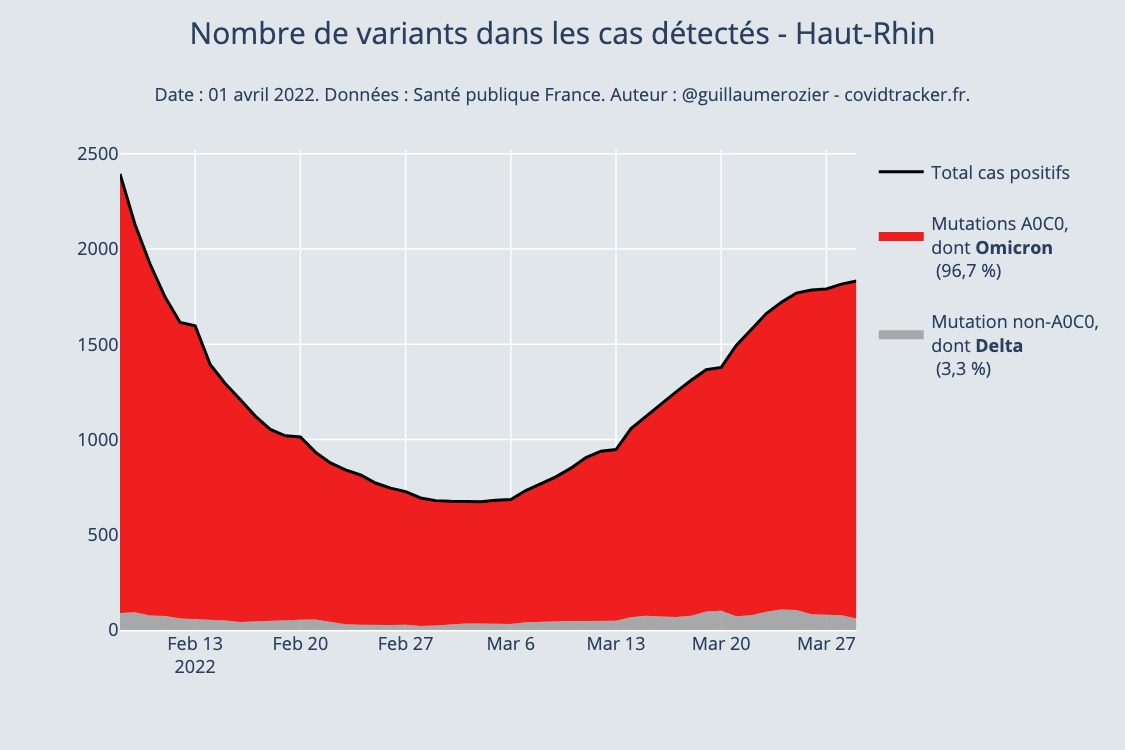 Nombre de variants dans les cas détectés - Haut-Rhin
Date : 01 avril 2022. Données : Santé publique France. Auteur : @guillaumerozier - covidtracker.fr.
2500
2000
1500
1000
500
0
Feb 13
2022
Feb 20
Feb 27
Mar 6
Mar 13
Mar 20
Mar 27
Total cas positifs
Mutations A0C0,
dont Omicron
(96,7 %)
Mutation non-A0C0,
dont Delta
(3,3 %)